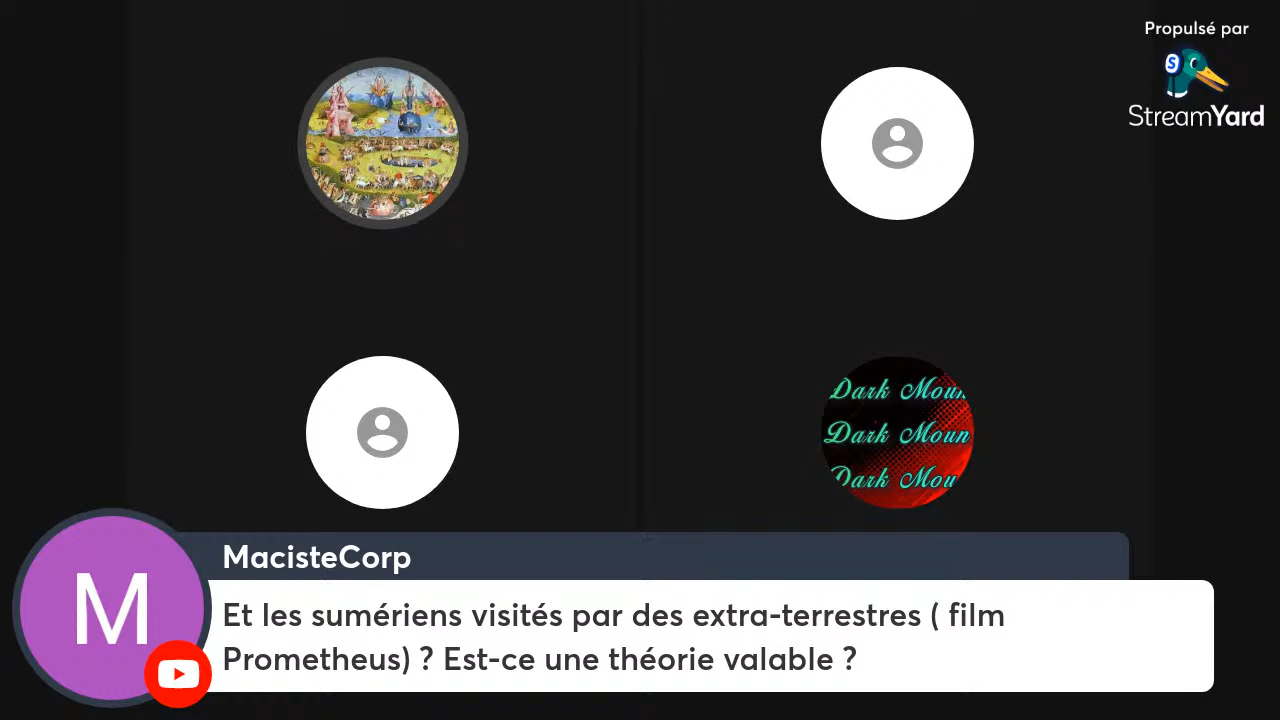 Propulsé par
StreamYard
Dark Moun
Dark Moun
Dark Mou
MacisteCorp
M
Et les sumériens visités par des extra-terrestres ( film
Prometheus) ? Est-ce une théorie valable ?